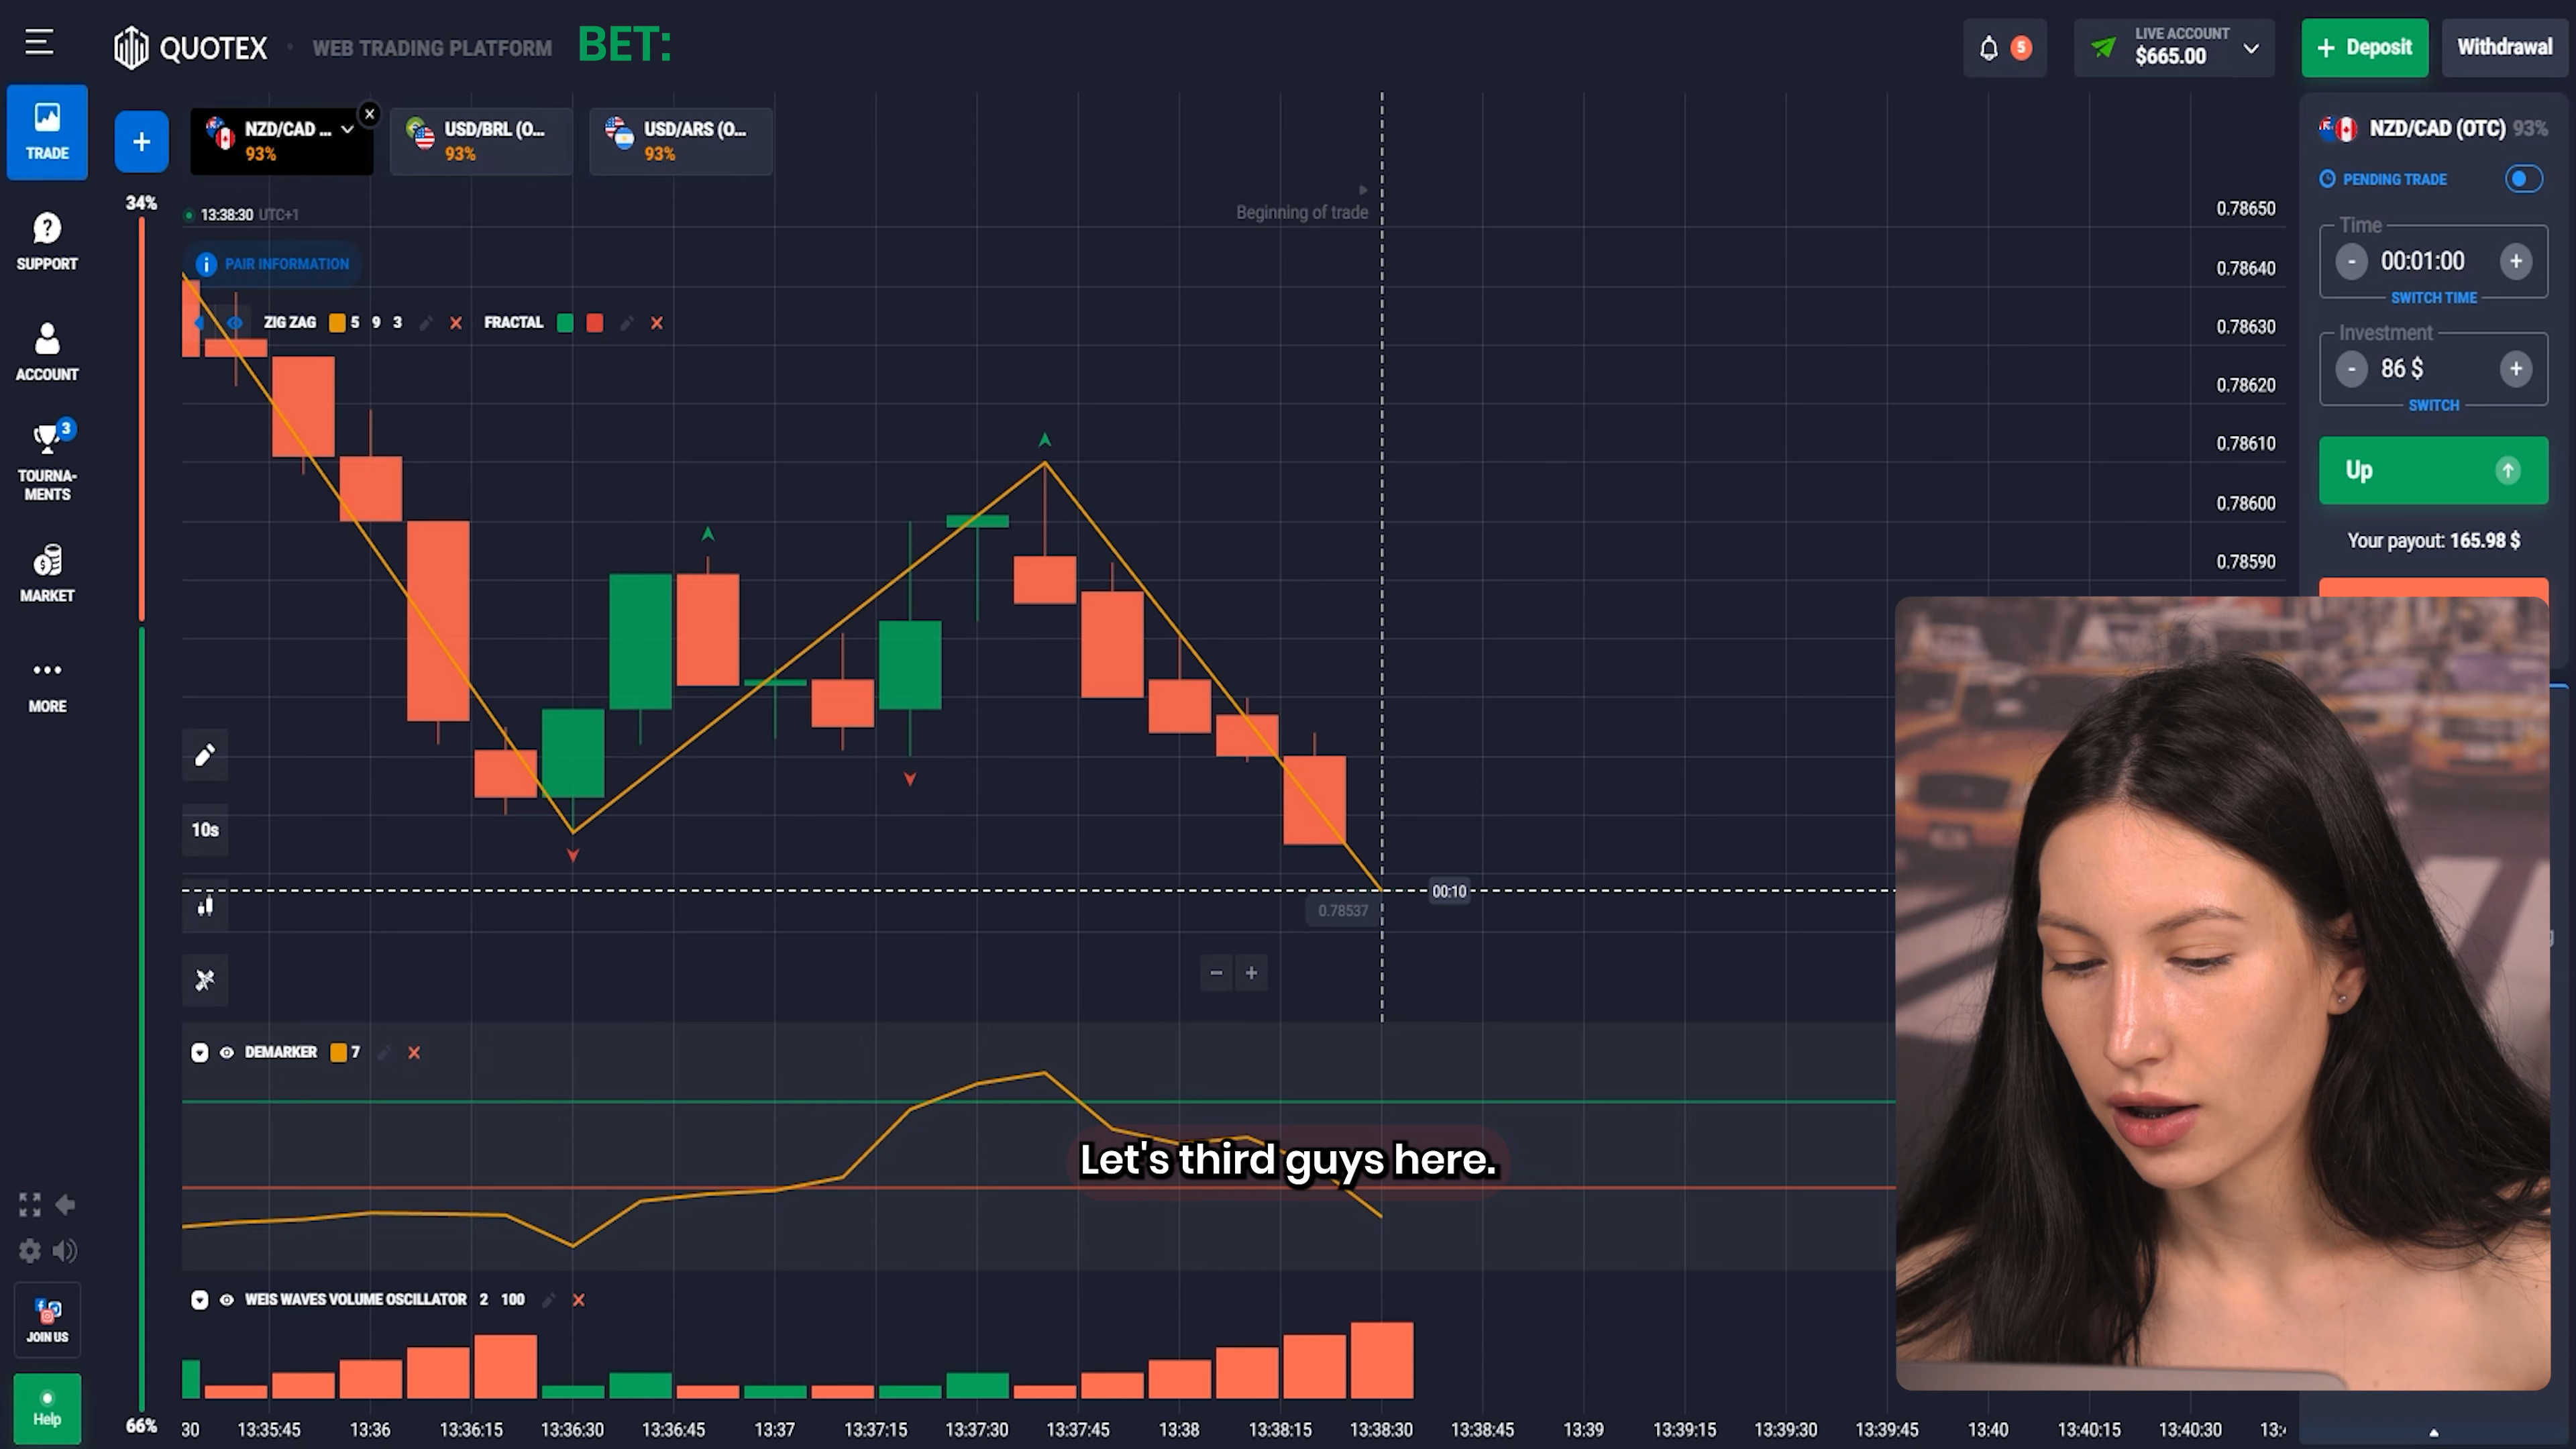 QUOTEX
WEB TRADING PLATFORM
BET:
5
LIVE ACCOUNT
$665.00
+ Deposit
Withdrawal
TRADE
+
NZD/CAD ...
93%
USD/BRL (O...
93%
USD/ARS (O...
93%
NZD/CAD (OTC) 93%
PENDING TRADE
34%
13:38:30 UTC+1
Beginning of trade
PAIR INFORMATION
ZIG ZAG 5 9 3
FRACTAL
SUPPORT
ACCOUNT
3
TOURNA-
MENTS
MARKET
MORE
0.78650
0.78640
0.78630
0.78620
0.78610
0.78600
0.78590
Time
- 00:01:00 +
SWITCH TIME
Investment
- 86 $ +
SWITCH
Up
Your payout: 165.98 $
10s
00:10
0.78537
− +
DEMARKER 7
Let's third guys here.
WEIS WAVES VOLUME OSCILLATOR 2 100
JOIN US
Help
66%
30 13:35:45 13:36 13:36:15 13:36:30 13:36:45 13:37 13:37:15 13:37:30 13:37:45 13:38 13:38:15 13:38:30 13:38:45 13:39 13:39:15 13:39:30 13:39:45 13:40 13:40:15 13:40:30